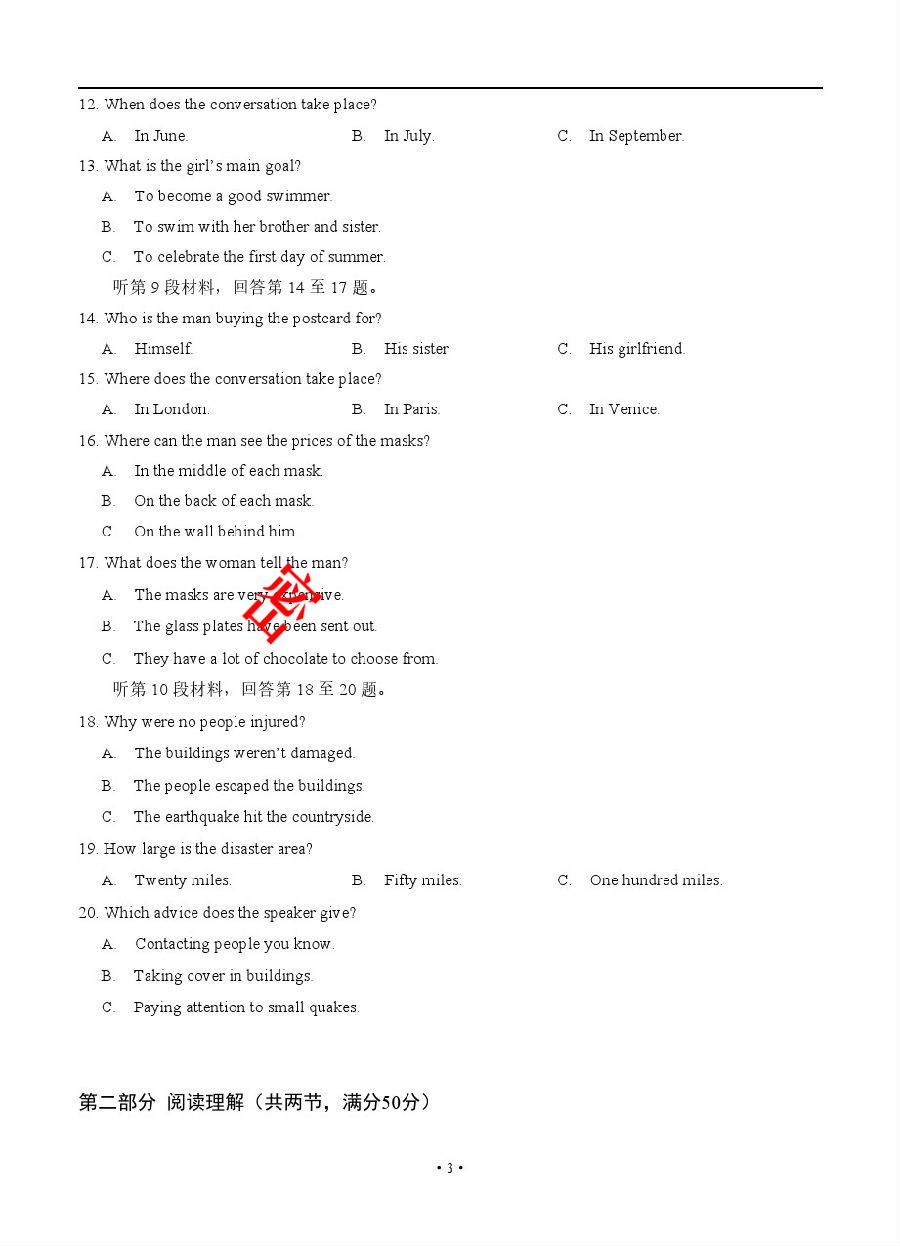 12. When does the conversation take place?
A. In June. B. In July. C. In September.
13. What is the girl's main goal?
A. To become a good swimmer.
B. To swim with her brother and sister.
C. To celebrate the first day of summer.
听第 9 段材料，回答第 14 至 17 题。
14. Who is the man buying the postcard for?
A. Himself. B. His sister C. His girlfriend.
15. Where does the conversation take place?
A. In London. B. In Paris. C. In Venice.
16. Where can the man see the prices of the masks?
A. In the middle of each mask.
B. On the back of each mask.
C On the wall behind him
17. What does the woman tell the man?
A. The masks are very expensive.
密
B. The glass plates have been sent out.
C. They have a lot of chocolate to choose from.
听第 10 段材料，回答第 18 至 20 题。
18. Why were no people injured?
A. The buildings weren't damaged.
B. The people escaped the buildings.
C. The earthquake hit the countryside.
19. How large is the disaster area?
A. Twenty miles. B. Fifty miles. C. One hundred miles.
20. Which advice does the speaker give?
A. Contacting people you know.
B. Taking cover in buildings.
C. Paying attention to small quakes.
第二部分 阅读理解（共两节，满分50分）
• 3 •